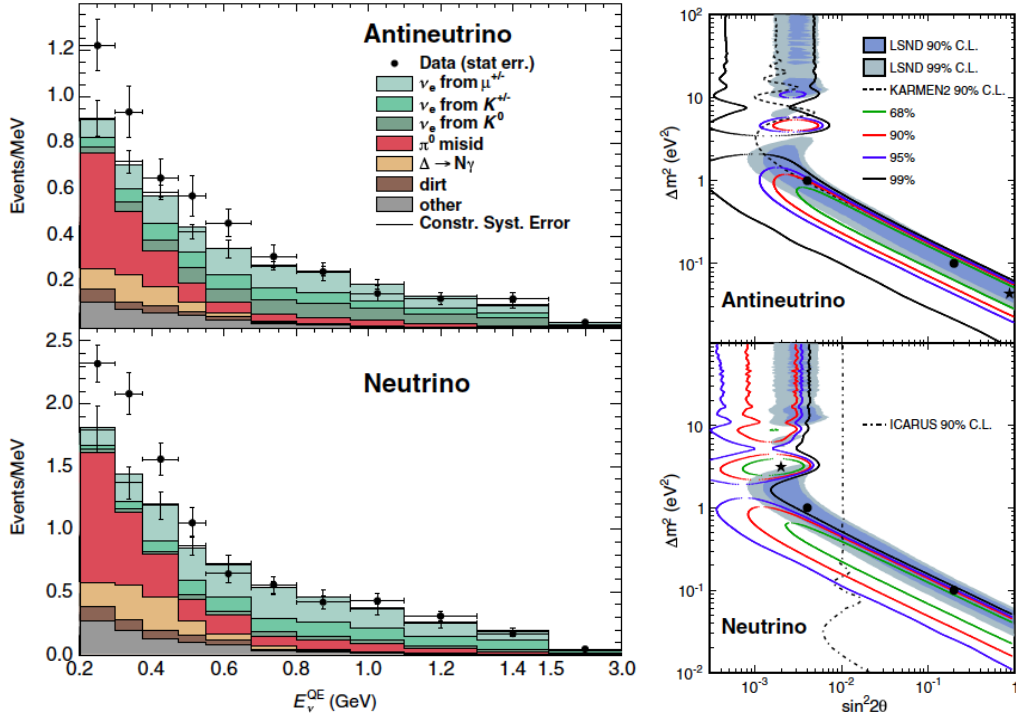 Antineutrino
Data (stat err.)
νe from μ+/-
νe from K+/-
νe from K0
π0 misid
Δ → Nγ
dirt
other
Constr. Syst. Error
Events/MeV
1.2
1.0
0.8
0.6
0.4
0.2
Neutrino
Events/MeV
2.5
2.0
1.5
1.0
0.5
0.0
0.2 0.4 0.6 0.8 1.0 1.2 1.4 1.5 3.0
EνQE (GeV)
LSND 90% C.L.
LSND 99% C.L.
KARMEN2 90% C.L.
68%
90%
95%
99%
Δm2 (eV2)
102
10
1
10-1
Antineutrino
ICARUS 90% C.L.
Δm2 (eV2)
10
1
10-1
10-2
Neutrino
10-3 10-2 10-1 1
sin22θ